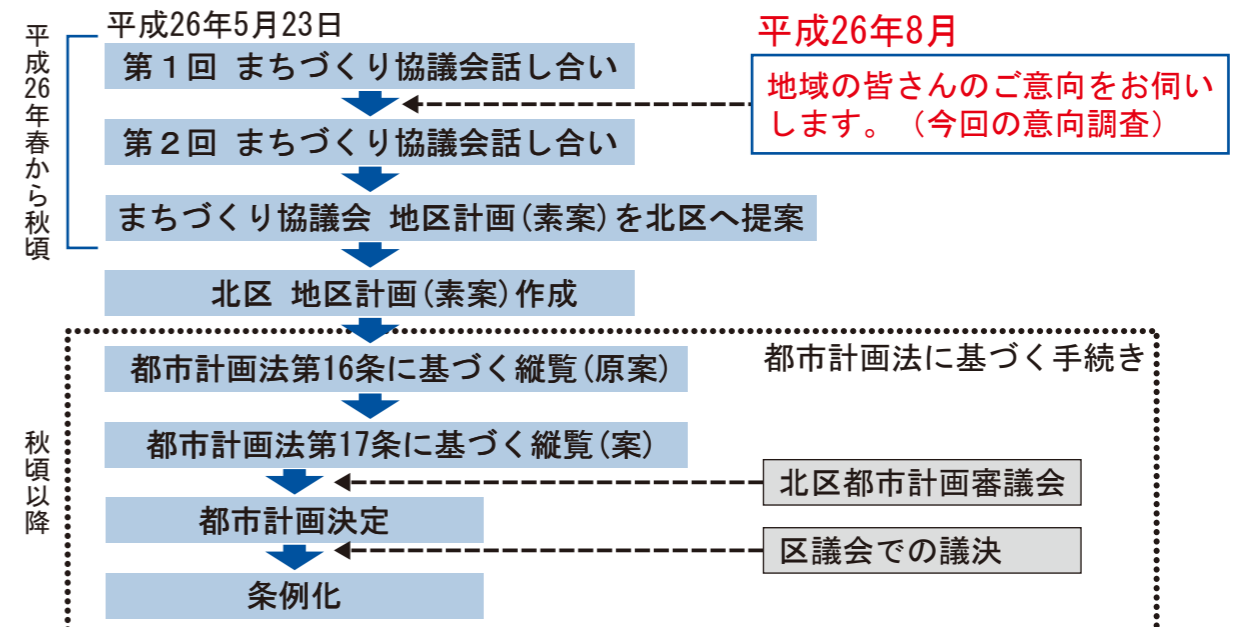 平成26年春から秋頃
平成26年5月23日
第1回 まちづくり協議会話し合い
平成26年8月
地域の皆さんのご意向をお伺い
します。（今回の意向調査）
第2回 まちづくり協議会話し合い
まちづくり協議会 地区計画(素案)を北区へ提案
北区 地区計画(素案)作成
秋頃以降
都市計画法に基づく手続き
都市計画法第16条に基づく縦覧(原案)
都市計画法第17条に基づく縦覧(案)
北区都市計画審議会
都市計画決定
区議会での議決
条例化